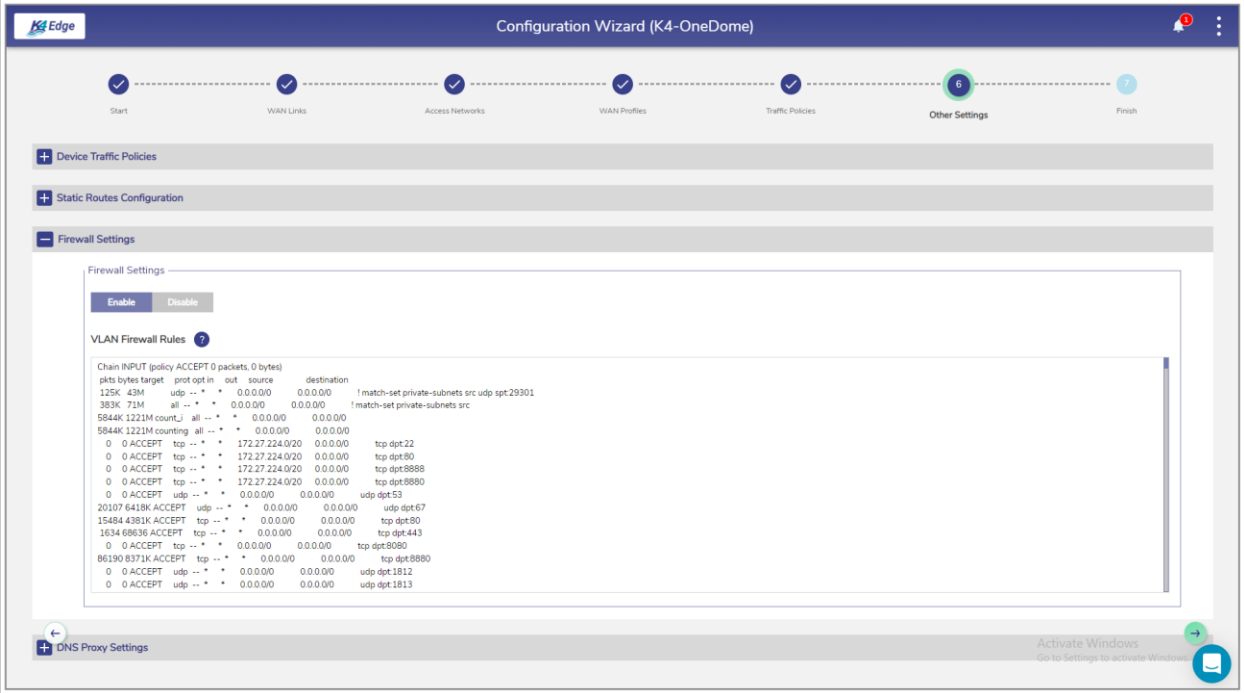 K4 Edge
Configuration Wizard (K4-OneDome)
1
6
7
Start
WAN Links
Access Networks
WAN Profiles
Traffic Policies
Other Settings
Finish
Device Traffic Policies
Static Routes Configuration
Firewall Settings
Firewall Settings
Enable Disable
VLAN Firewall Rules ?
Chain INPUT (policy ACCEPT 0 packets, 0 bytes)
pkts bytes target prot opt in out source destination
125K 43M udp -- * * 0.0.0.0/0 0.0.0.0/0 ! match-set private-subnets src udp spt:29301
383K 71M all -- * * 0.0.0.0/0 0.0.0.0/0 ! match-set private-subnets src
5844K 1221M count_i all -- * * 0.0.0.0/0 0.0.0.0/0
5844K 1221M counting all -- * * 0.0.0.0/0 0.0.0.0/0
0 0 ACCEPT tcp -- * * 172.27.224.0/20 0.0.0.0/0 tcp dpt:22
0 0 ACCEPT tcp -- * * 172.27.224.0/20 0.0.0.0/0 tcp dpt:80
0 0 ACCEPT tcp -- * * 172.27.224.0/20 0.0.0.0/0 tcp dpt:8888
0 0 ACCEPT tcp -- * * 172.27.224.0/20 0.0.0.0/0 tcp dpt:8880
0 0 ACCEPT udp -- * * 0.0.0.0/0 0.0.0.0/0 udp dpt:53
20107 6418K ACCEPT udp -- * * 0.0.0.0/0 0.0.0.0/0 udp dpt:67
15484 4381K ACCEPT tcp -- * * 0.0.0.0/0 0.0.0.0/0 tcp dpt:80
1634 68636 ACCEPT tcp -- * * 0.0.0.0/0 0.0.0.0/0 tcp dpt:443
0 0 ACCEPT tcp -- * * 0.0.0.0/0 0.0.0.0/0 tcp dpt:8080
86190 8371K ACCEPT tcp -- * * 0.0.0.0/0 0.0.0.0/0 tcp dpt:8880
0 0 ACCEPT udp -- * * 0.0.0.0/0 0.0.0.0/0 udp dpt:1812
0 0 ACCEPT udp -- * * 0.0.0.0/0 0.0.0.0/0 udp dpt:1813
DNS Proxy Settings
Activate Windows
Go to Settings to activate Windows.